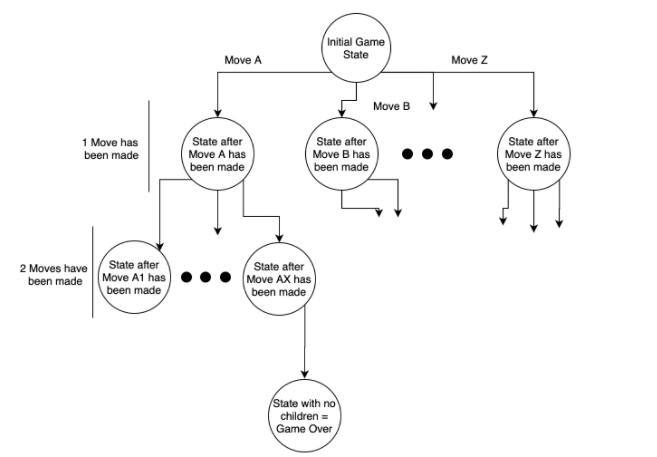 Initial Game
State
Move A
Move Z
Move B
1 Move has
been made
State after
Move A has
been made
State after
Move B has
been made
State after
Move Z has
been made
2 Moves have
been made
State after
Move A1 has
been made
State after
Move AX has
been made
State with no
children =
Game Over